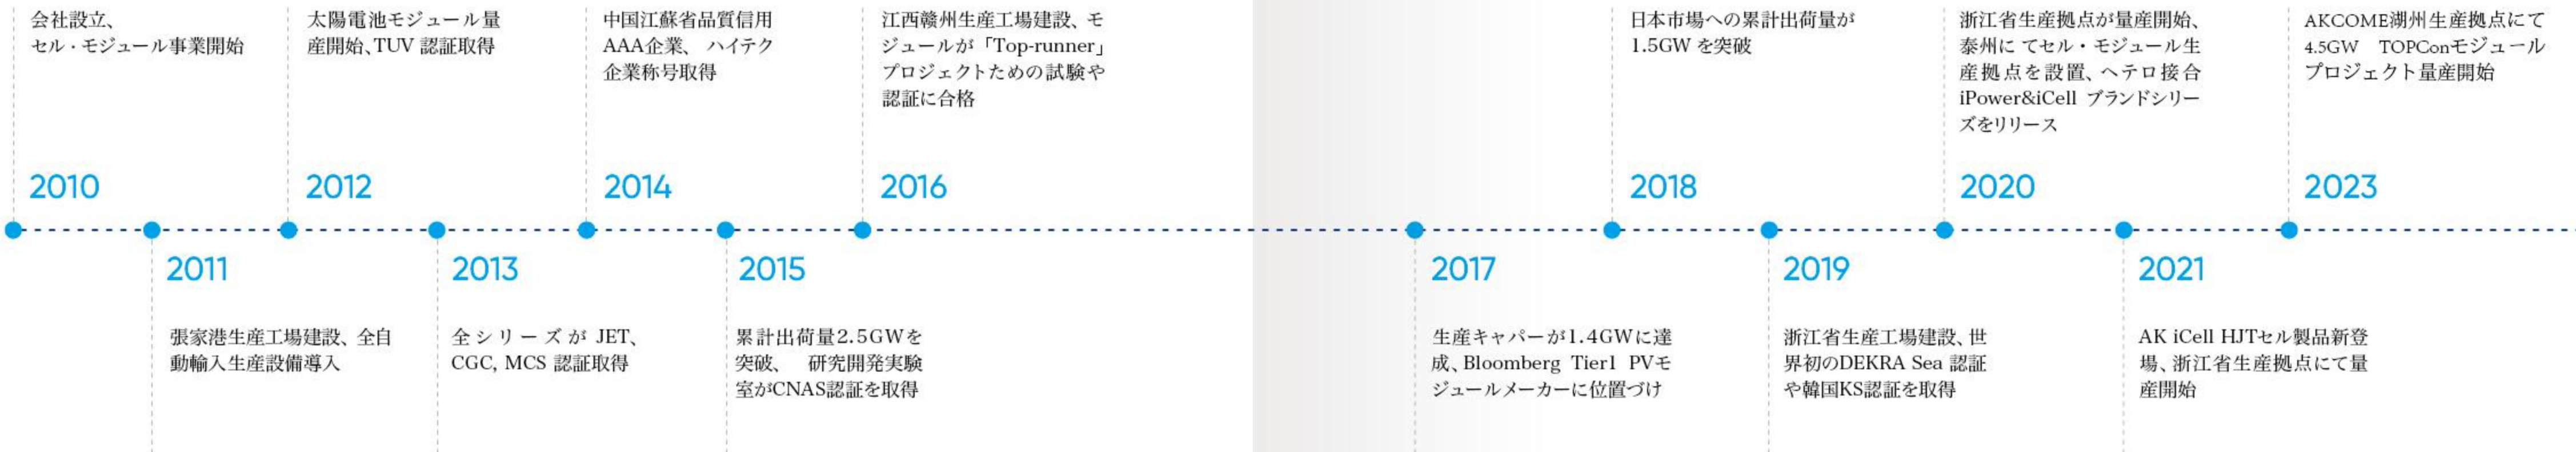 会社設立、
セル・モジュール事業開始
2010
張家港生産工場建設、全自
動輸入生産設備導入
2011
太陽電池モジュール量
産開始、TUV 認証取得
2012
全シリーズが JET、
CGC, MCS 認証取得
2013
中国江蘇省品質信用
AAA企業、 ハイテク
企業称号取得
2014
累計出荷量2.5GWを
突破、 研究開発実験
室がCNAS認証を取得
2015
江西赣州生産工場建設、モ
ジュールが「Top-runner」
プロジェクトための試験や
認証に合格
2016
生産キャパーが1.4GWに達
成、Bloomberg Tier1 PVモ
ジュールメーカーに位置づけ
2017
日本市場への累計出荷量が
1.5GW を突破
2018
浙江省生産工場建設、世
界初のDEKRA Sea 認証
や韓国KS認証を取得
2019
浙江省生産拠点が量産開始、
泰州に てセル・モジュール生
産拠点を設置、ヘテロ接合
iPower&iCell ブランドシリー
ズをリリース
2020
AK iCell HJTセル製品新登
場、浙江省生産拠点にて量
産開始
2021
AKCOME湖州生産拠点にて
4.5GW TOPConモジュール
プロジェクト量産開始
2023